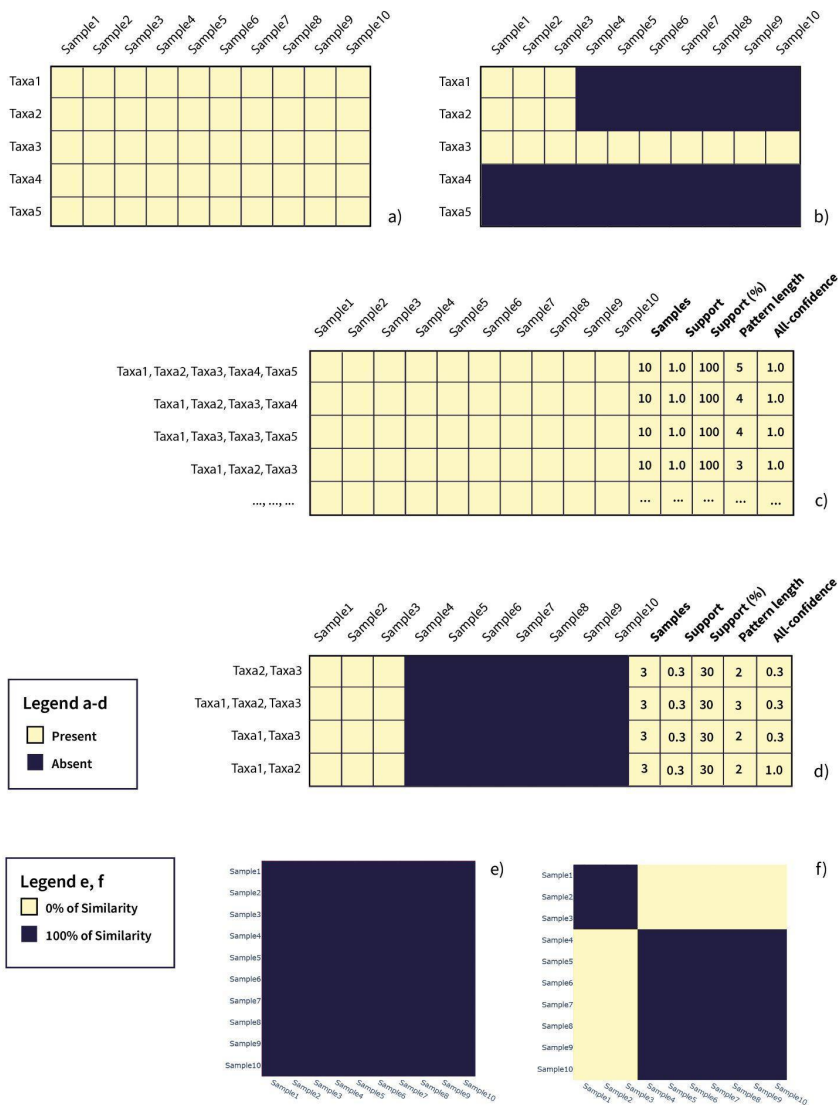 Sample1 Sample2 Sample3 Sample4 Sample5 Sample6 Sample7 Sample8 Sample9 Sample10
Taxa1
Taxa2
Taxa3
Taxa4
Taxa5
a)
Sample1 Sample2 Sample3 Sample4 Sample5 Sample6 Sample7 Sample8 Sample9 Sample10
Taxa1
Taxa2
Taxa3
Taxa4
Taxa5
b)
Sample1 Sample2 Sample3 Sample4 Sample5 Sample6 Sample7 Sample8 Sample9 Sample10 Samples Support Support (%) Pattern length All-confidence
Taxa1, Taxa2, Taxa3, Taxa4, Taxa5 10 1.0 100 5 1.0
Taxa1, Taxa2, Taxa3, Taxa4 10 1.0 100 4 1.0
Taxa1, Taxa3, Taxa3, Taxa5 10 1.0 100 4 1.0
Taxa1, Taxa2, Taxa3 10 1.0 100 3 1.0
..., ..., ... ... ... ... ... ...
c)
Sample1 Sample2 Sample3 Sample4 Sample5 Sample6 Sample7 Sample8 Sample9 Sample10 Samples Support Support (%) Pattern length All-confidence
Taxa2, Taxa3 3 0.3 30 2 0.3
Taxa1, Taxa2, Taxa3 3 0.3 30 3 0.3
Taxa1, Taxa3 3 0.3 30 2 0.3
Taxa1, Taxa2 3 0.3 30 2 1.0
d)
Legend a-d
Present
Absent
Legend e, f
0% of Similarity
100% of Similarity
e)
Sample1
Sample2
Sample3
Sample4
Sample5
Sample6
Sample7
Sample8
Sample9
Sample10
Sample1 Sample2 Sample3 Sample4 Sample5 Sample6 Sample7 Sample8 Sample9 Sample10
f)
Sample1
Sample2
Sample3
Sample4
Sample5
Sample6
Sample7
Sample8
Sample9
Sample10
Sample1 Sample2 Sample3 Sample4 Sample5 Sample6 Sample7 Sample8 Sample9 Sample10